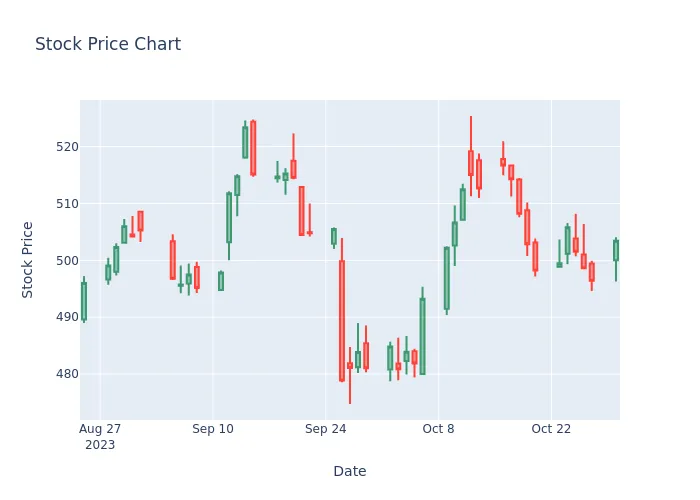 Stock Price Chart
Stock Price
520
510
500
490
480
Aug 27
2023
Sep 10
Sep 24
Oct 8
Oct 22
Date